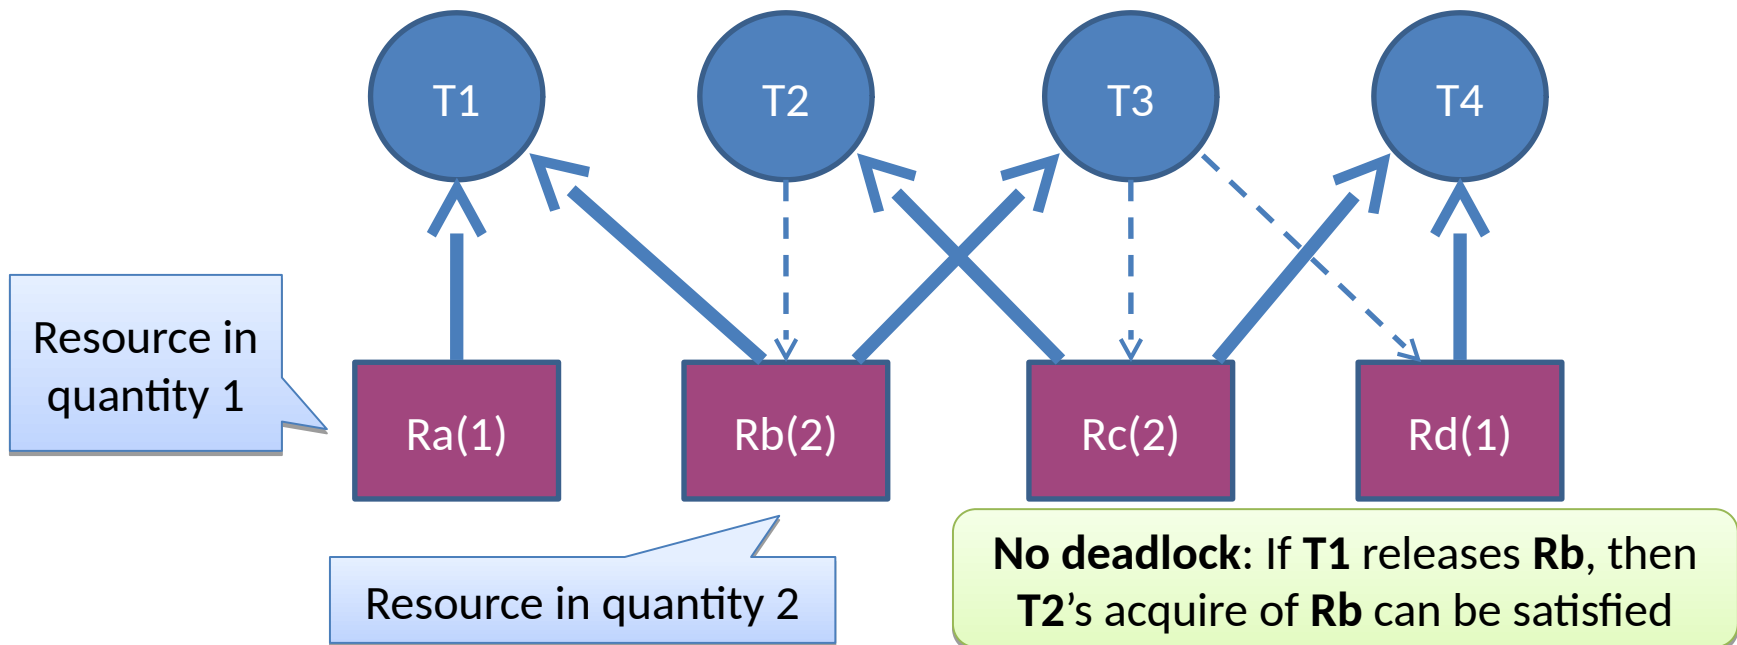 T1
T2
T3
T4
Resource in
quantity 1
Ra(1)
Rb(2)
Rc(2)
Rd(1)
Resource in quantity 2
No deadlock: If T1 releases Rb, then
T2’s acquire of Rb can be satisfied